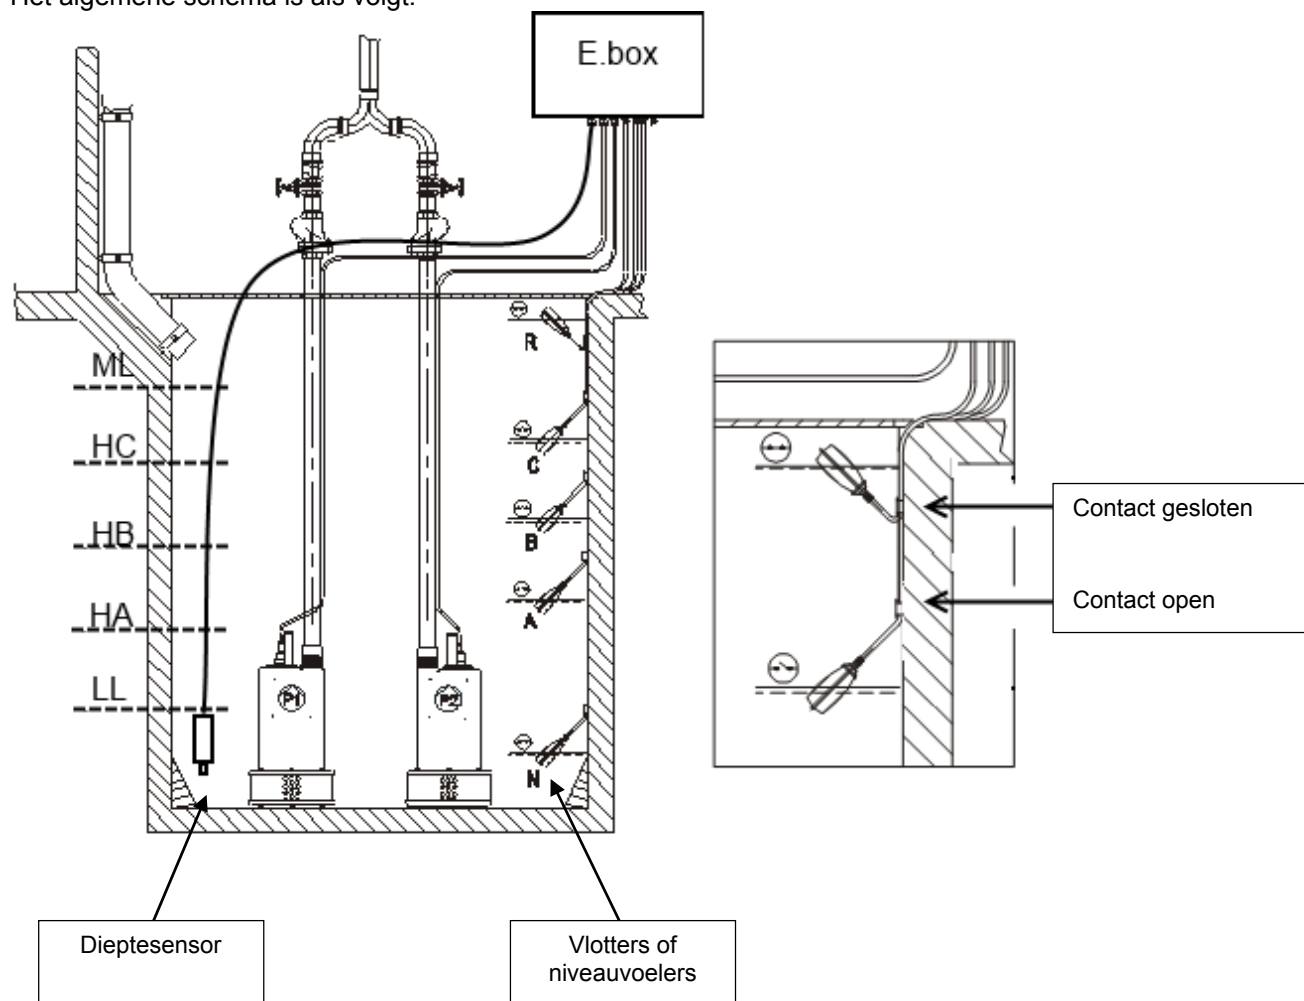 Het algemene schema is als volgt:
E.box
ML
HC
HB
HA
LL
R
C
B
A
N
P1
P2
Contact gesloten
Contact open
Dieptesensor
Vlotters of
niveauvoelers